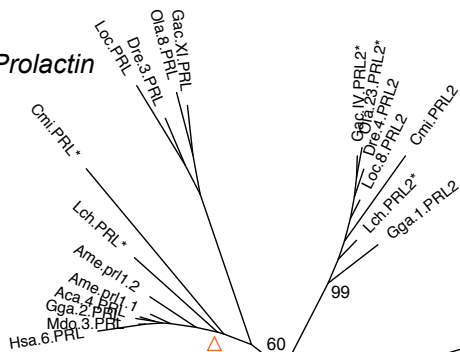 Prolactin
Loc.PRL
Dre.3.PRL
Ola.8.PRL
Gac.XI.PRL
Cmi.PRL*
Lch.PRL*
Ame.prl1.2
Ame.prl1.1
Aca.4.PRL
Gga.2.PRL
Mdo.3.PRL
Hsa.6.PRL
Gac.IV.PRL2*
Ola.23.PRL2*
Dre.4.PRL2
Loc.8.PRL2
Cmi.PRL2
Lch.PRL2*
Gga.1.PRL2
99
60